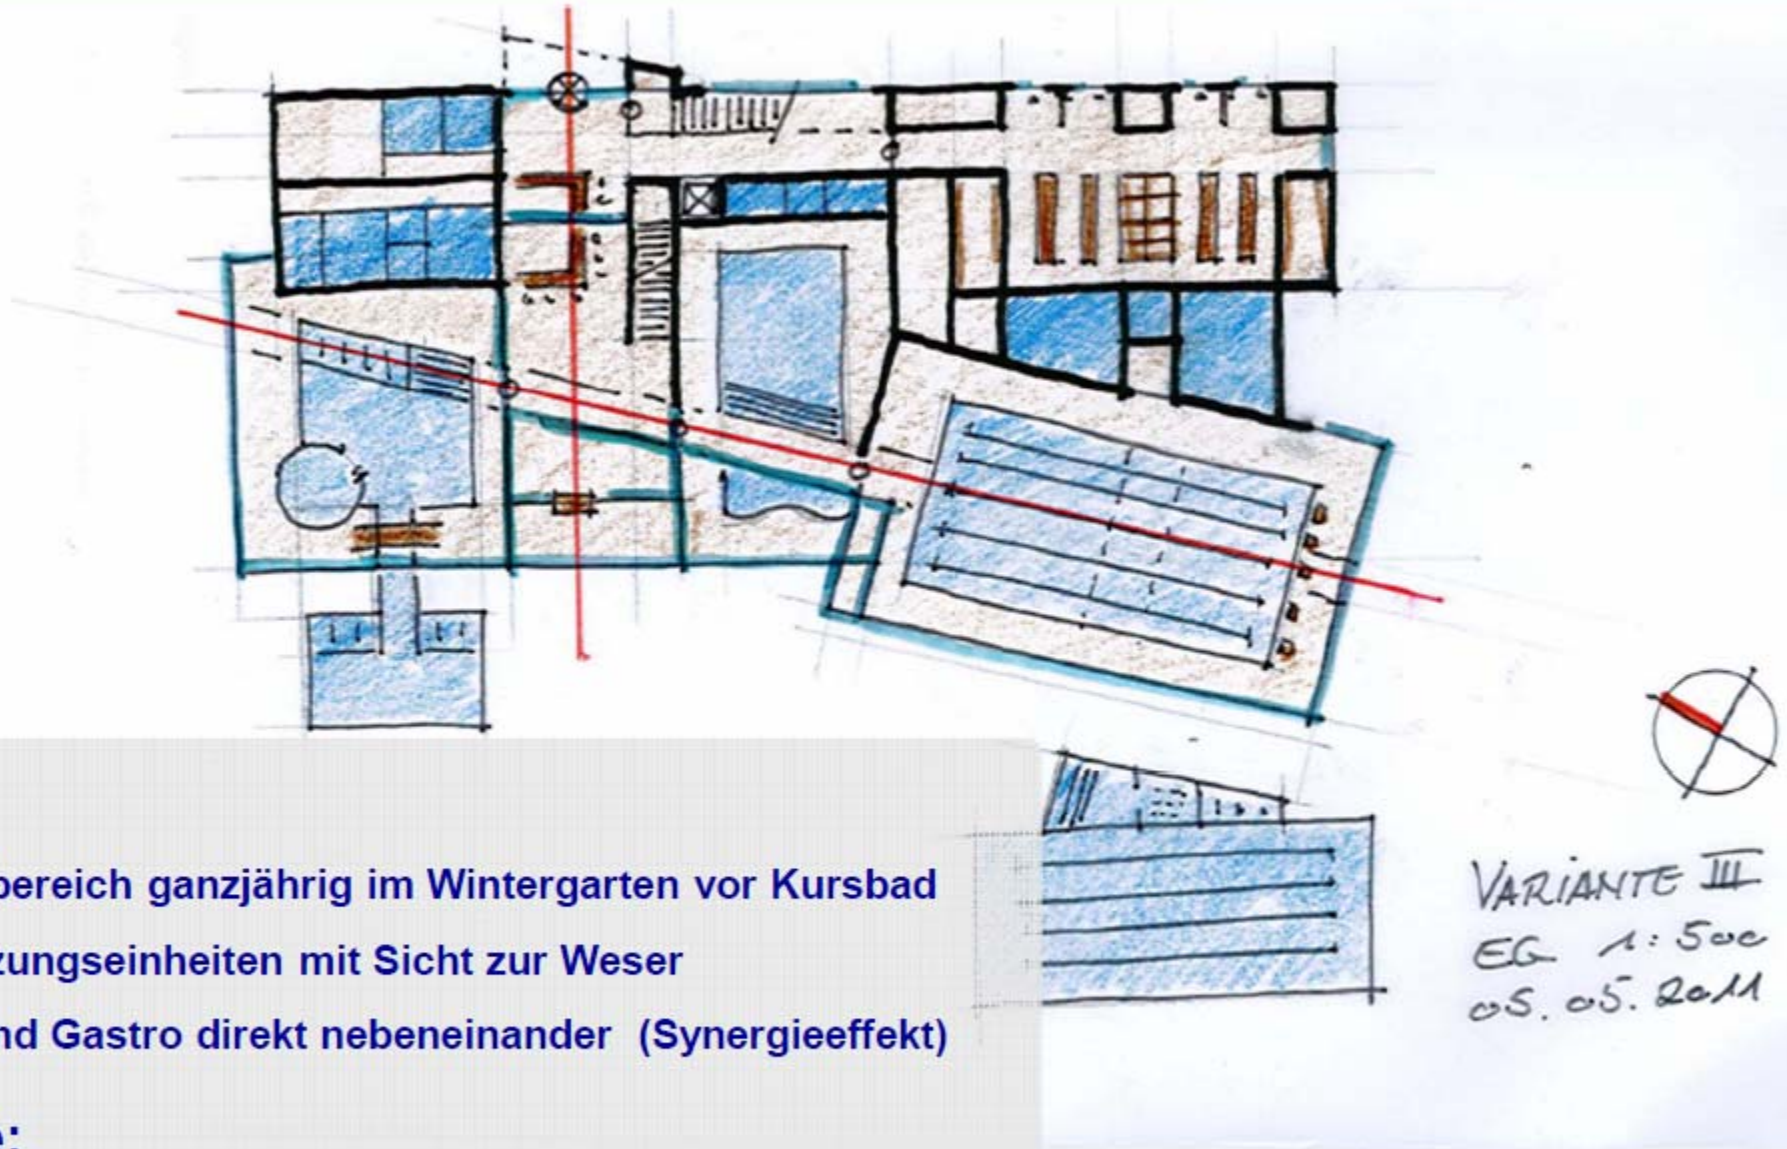 bereich ganzjährig im Wintergarten vor Kursbad
zungseinheiten mit Sicht zur Weser
nd Gastro direkt nebeneinander (Synergieeffekt)
e:
VARIANTE III
EG 1:500
05.05.2011